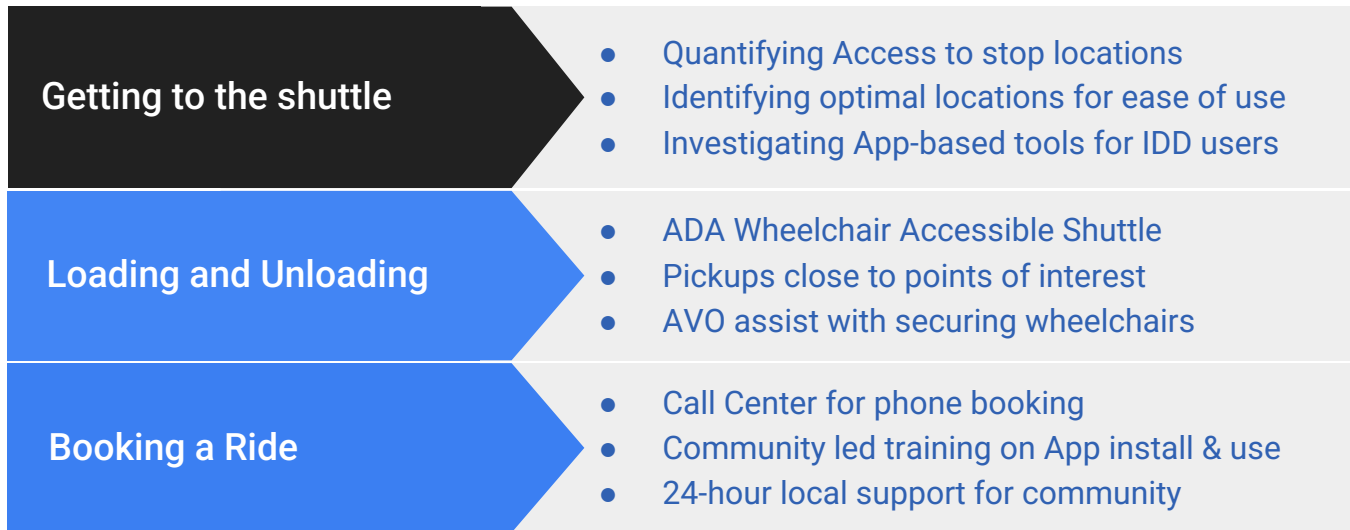 Getting to the shuttle
● Quantifying Access to stop locations
● Identifying optimal locations for ease of use
● Investigating App-based tools for IDD users
Loading and Unloading
● ADA Wheelchair Accessible Shuttle
● Pickups close to points of interest
● AVO assist with securing wheelchairs
Booking a Ride
● Call Center for phone booking
● Community led training on App install & use
● 24-hour local support for community